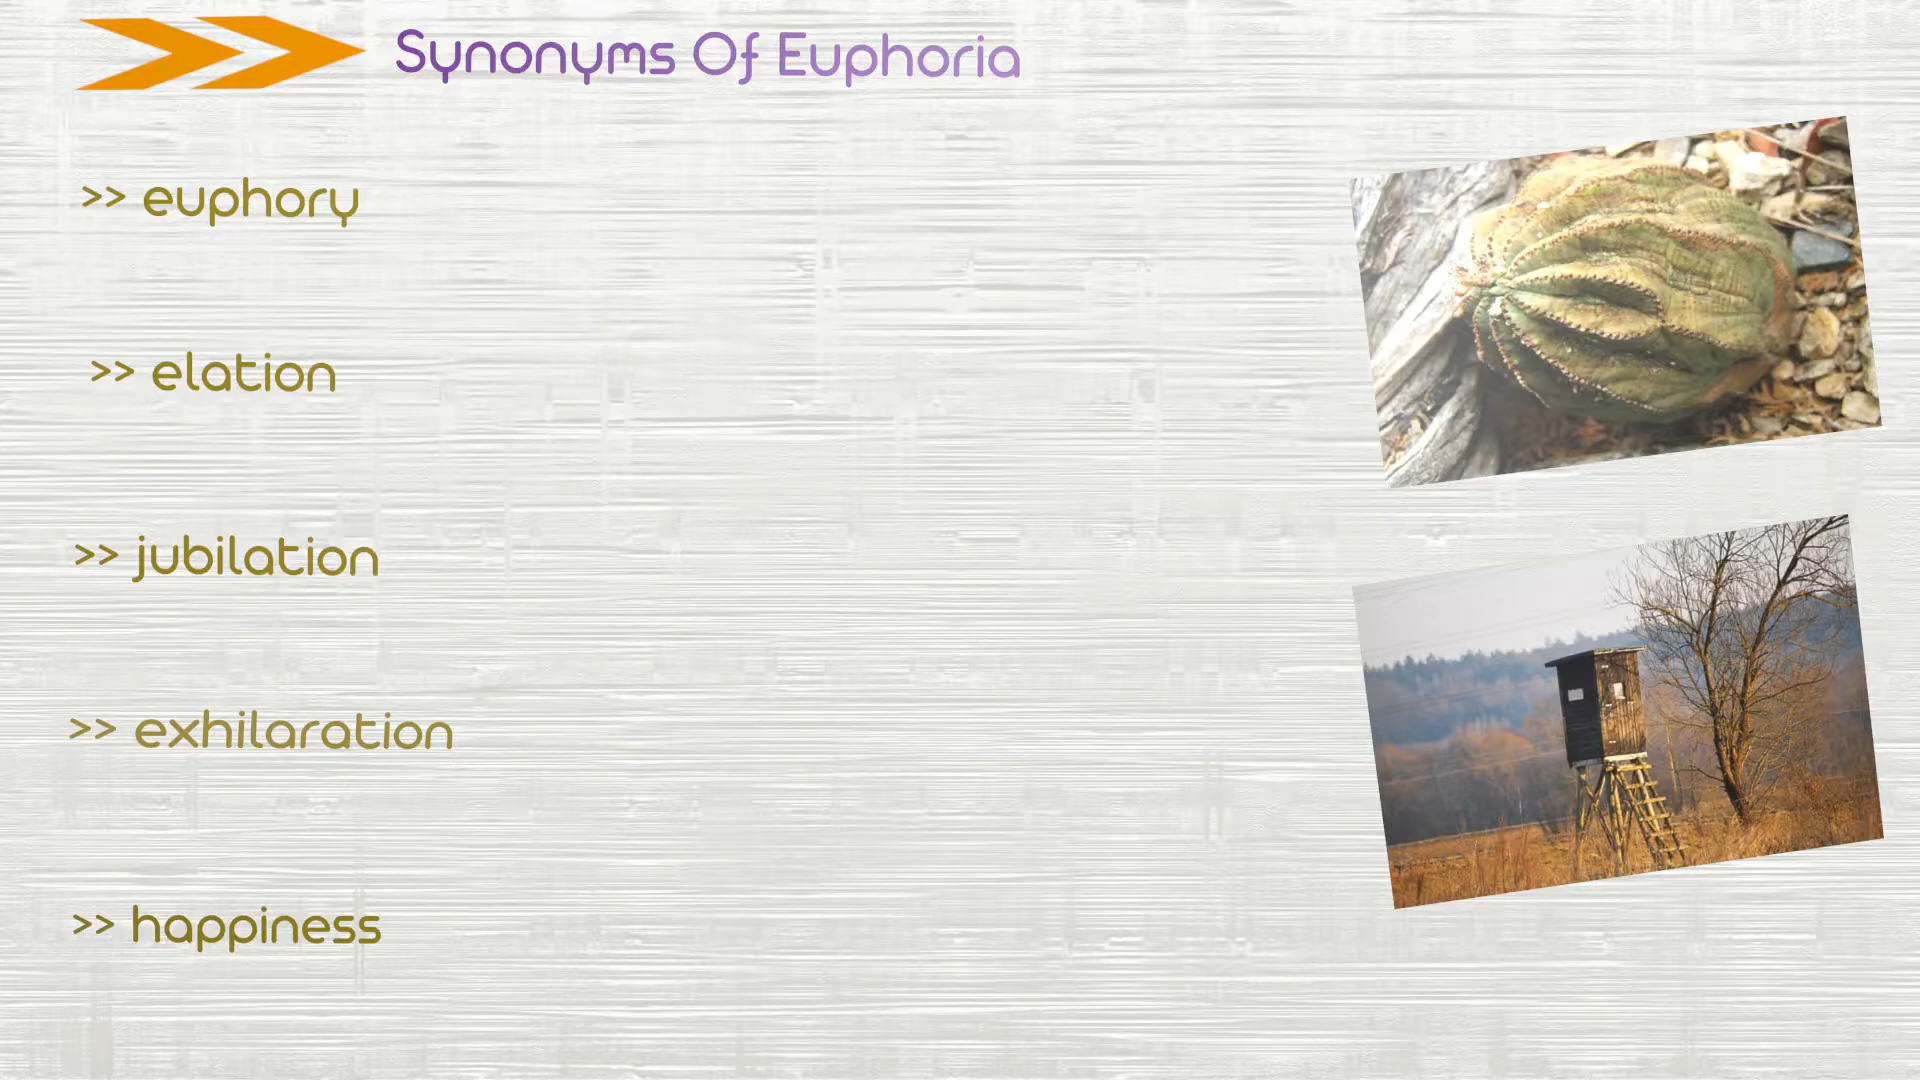 Synonyms Of Euphoria
>> euphory
>> elation
>> jubilation
>> exhilaration
>> happiness